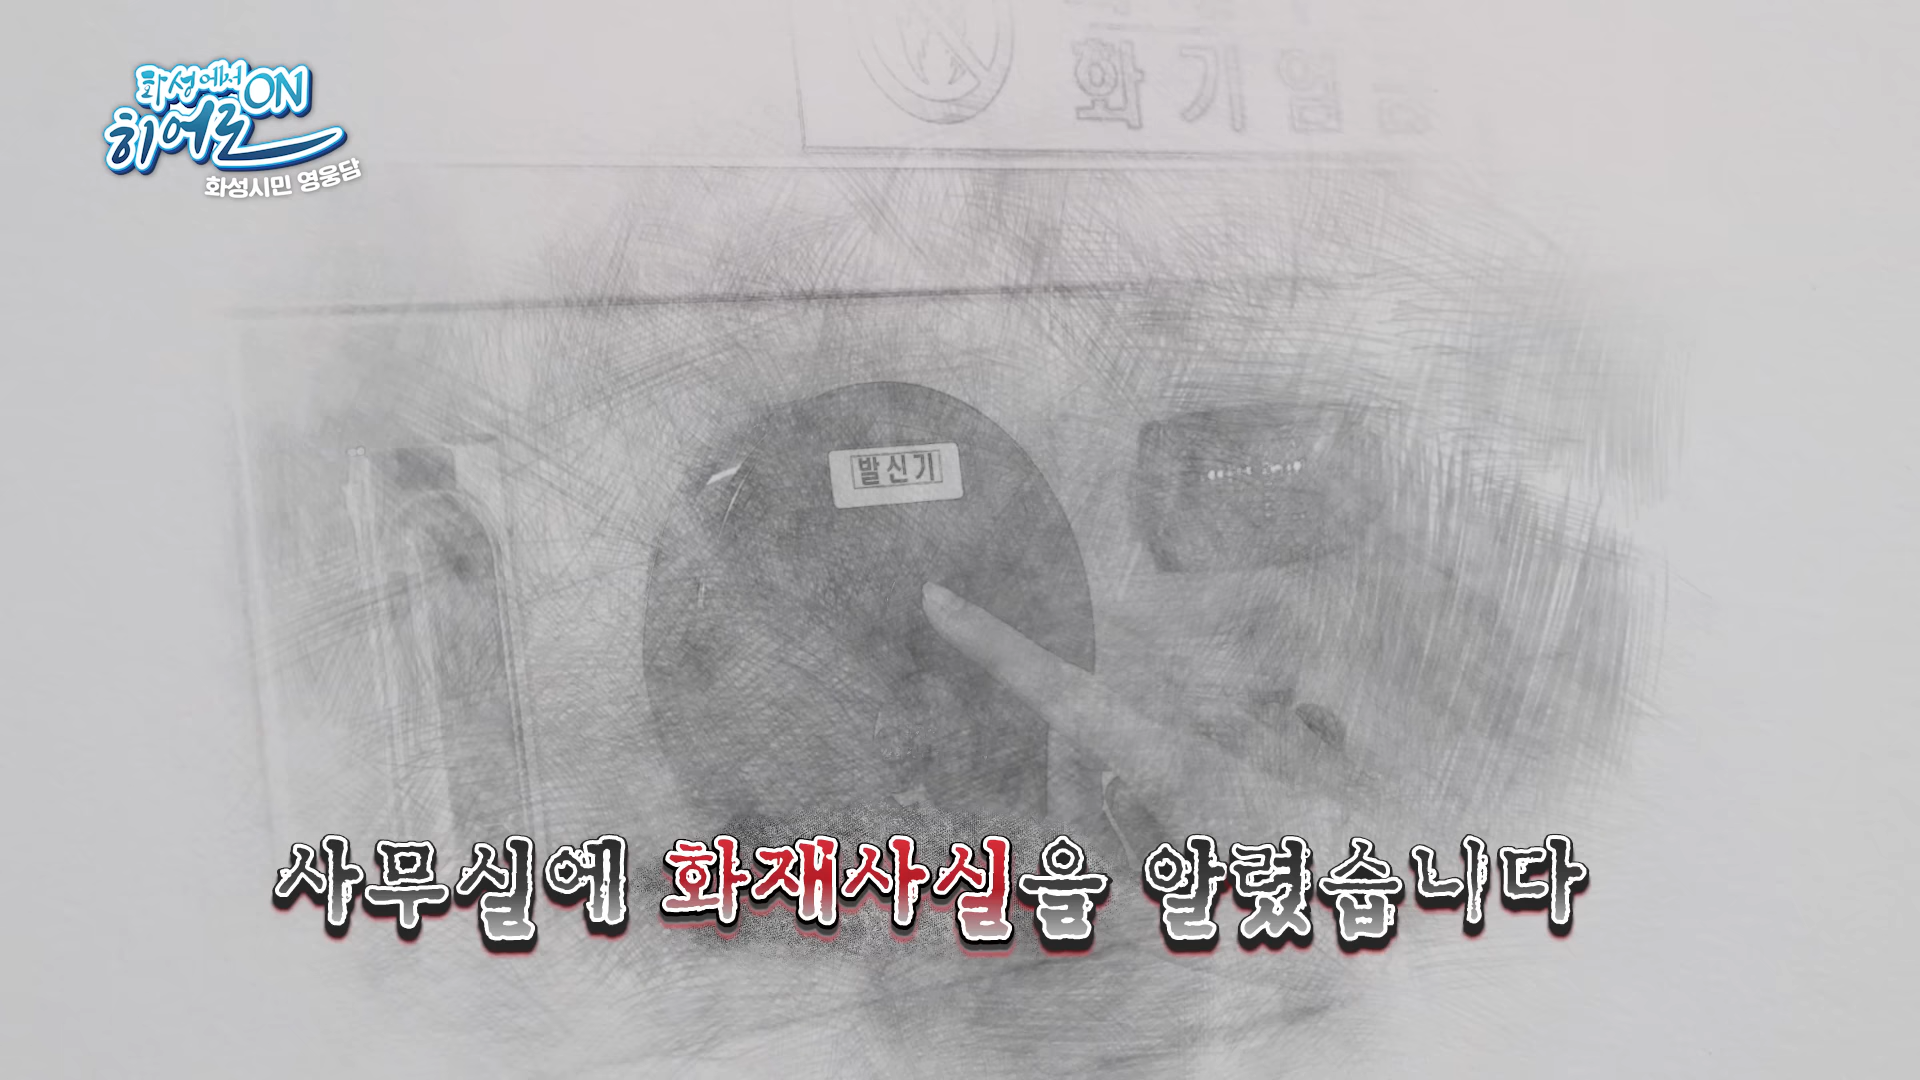 화성에서ON
히어로
화성시민 영웅담
화기엄
발신기
사무실에 화재사실을 알렸습니다